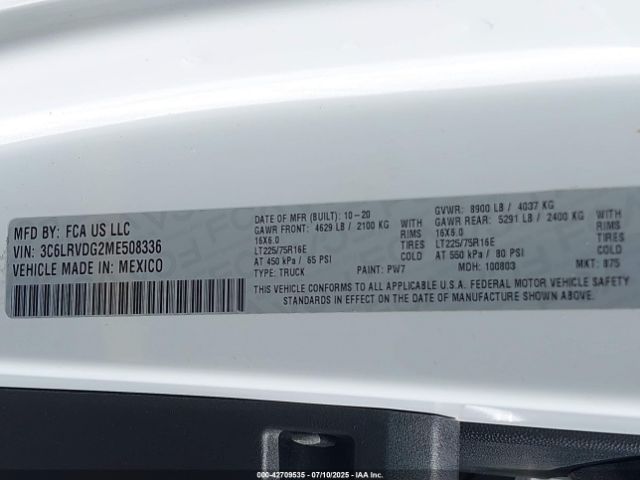 MFD BY: FCA US LLC
VIN: 3C6LRVDG2ME508336
VEHICLE MADE IN: MEXICO
DATE OF MFR (BUILT): 10-20
GAWR FRONT: 4629 LB / 2100 KG WITH
16X6.0 RIMS
LT225/75R16E TIRES
AT 450 kPa / 65 PSI
TYPE: TRUCK PAINT: PW7
GVWR: 8900 LB / 4037 KG
GAWR REAR: 5291 LB / 2400 KG WITH
16X6.0 RIMS
LT225/75R16E TIRES
AT 550 kPa / 80 PSI
MDH: 100803 MKT: 875
THIS VEHICLE CONFORMS TO ALL APPLICABLE U.S.A. FEDERAL MOTOR VEHICLE SAFETY
STANDARDS IN EFFECT ON THE DATE OF MANUFACTURE SHOWN ABOVE.
000-42709535 - 07/10/2025 - IAA Inc.